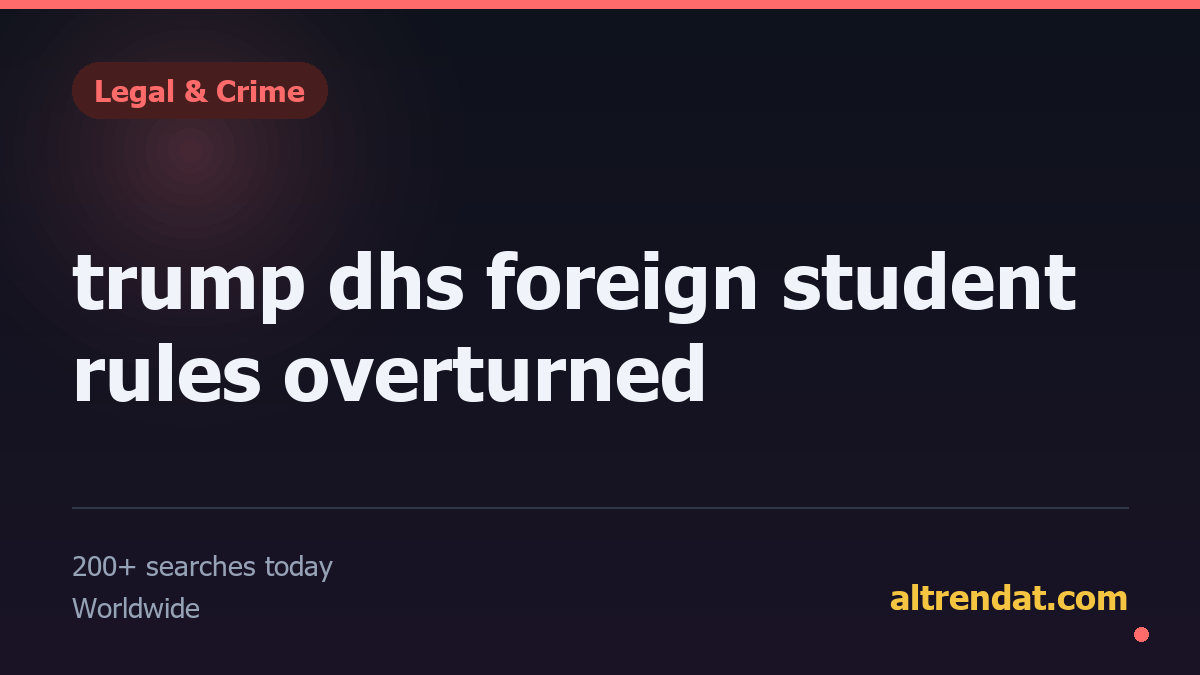 Legal & Crime
trump dhs foreign student
rules overturned
200+ searches today
Worldwide
altrendat.com